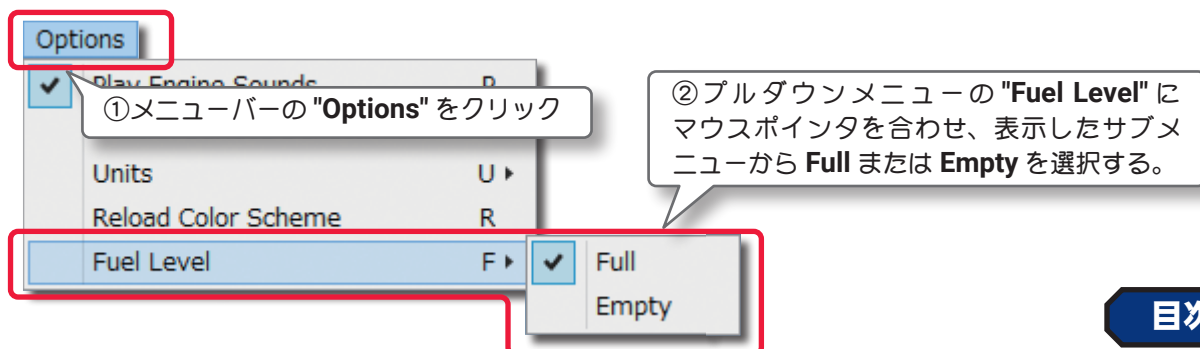 Options
Play Engine Sounds P
①メニューバーの "Options" をクリック
②プルダウンメニューの "Fuel Level" に
マウスポインタを合わせ、表示したサブメ
ニューから Full または Empty を選択する。
Units U
Reload Color Scheme R
Fuel Level F
Full
Empty
目次